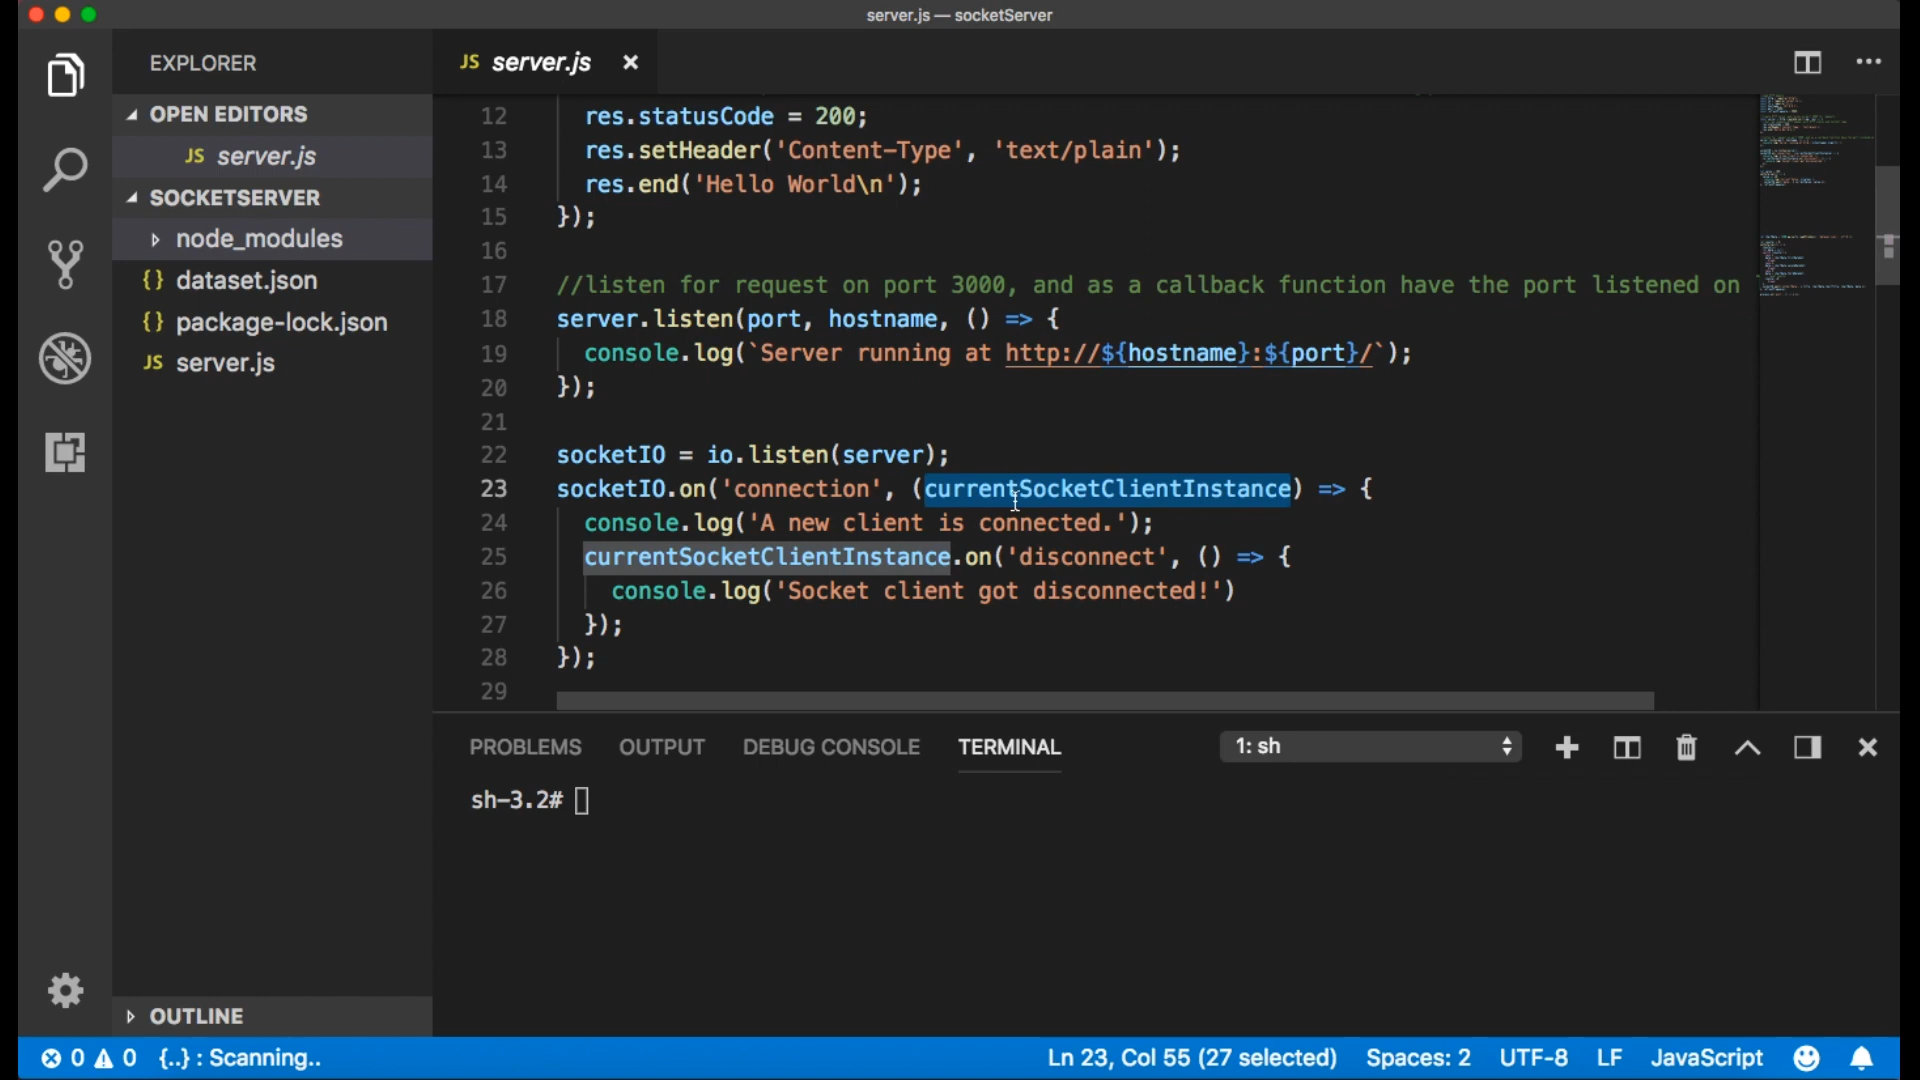 server.js — socketServer
EXPLORER
JS server.js ×
OPEN EDITORS
JS server.js
SOCKETSERVER
node_modules
{} dataset.json
{} package-lock.json
JS server.js
OUTLINE
12 res.statusCode = 200;
13 res.setHeader('Content-Type', 'text/plain');
14 res.end('Hello World\n');
15 });
16
17 //listen for request on port 3000, and as a callback function have the port listened on
18 server.listen(port, hostname, () => {
19 console.log(`Server running at http://${hostname}:${port}/`);
20 });
21
22 socketIO = io.listen(server);
23 socketIO.on('connection', (currentSocketClientInstance) => {
24 console.log('A new client is connected.');
25 currentSocketClientInstance.on('disconnect', () => {
26 console.log('Socket client got disconnected!')
27 });
28 });
29
PROBLEMS OUTPUT DEBUG CONSOLE TERMINAL 1: sh
sh-3.2#
0 0 {..} : Scanning.. Ln 23, Col 55 (27 selected) Spaces: 2 UTF-8 LF JavaScript